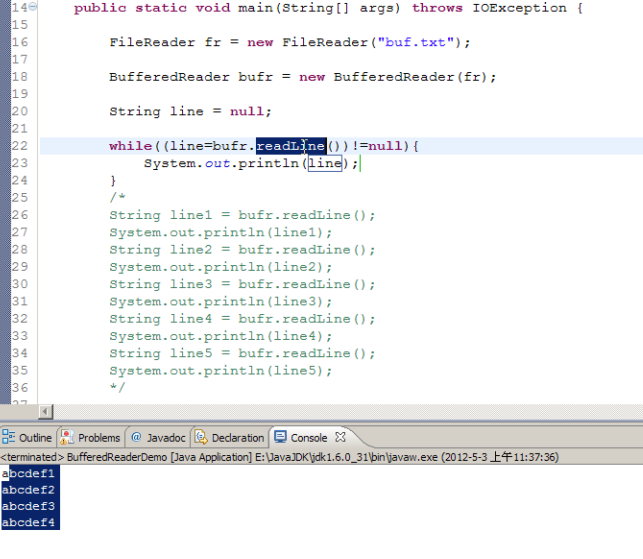 14 public static void main(String[] args) throws IOException {
15
16 FileReader fr = new FileReader("buf.txt");
17
18 BufferedReader bufr = new BufferedReader(fr);
19
20 String line = null;
21
22 while((line=bufr.readLine())!=null){
23 System.out.println(line);
24 }
25 /*
26 String line1 = bufr.readLine();
27 System.out.println(line1);
28 String line2 = bufr.readLine();
29 System.out.println(line2);
30 String line3 = bufr.readLine();
31 System.out.println(line3);
32 String line4 = bufr.readLine();
33 System.out.println(line4);
34 String line5 = bufr.readLine();
35 System.out.println(line5);
36 */
37
Outline Problems @ Javadoc Declaration Console
<terminated> BufferedReaderDemo [Java Application] E:\JavaJDK\jdk1.6.0_31\bin\javaw.exe (2012-5-3 上午11:37:36)
abcdef1
abcdef2
abcdef3
abcdef4